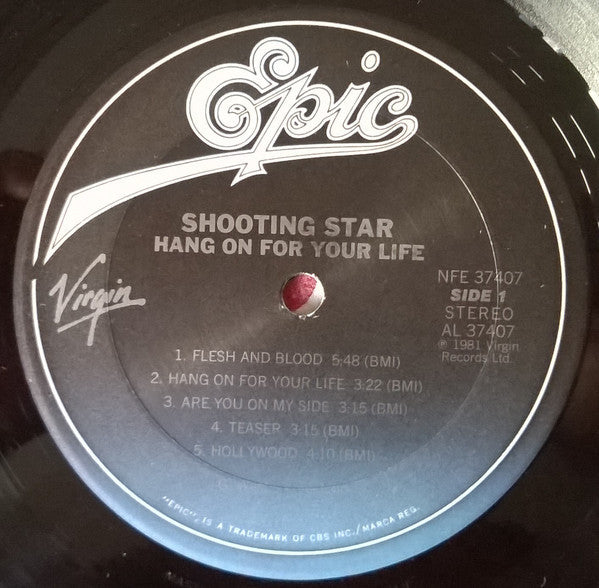 Epic
SHOOTING STAR
HANG ON FOR YOUR LIFE
Virgin
NFE 37407
SIDE 1
STEREO
AL 37407
℗ 1981 Virgin
Records Ltd.
1. FLESH AND BLOOD 5:48 (BMI)
2. HANG ON FOR YOUR LIFE 3:22 (BMI)
3. ARE YOU ON MY SIDE 3:15 (BMI)
4. TEASER 3:15 (BMI)
5. HOLLYWOOD 4:10 (BMI)
"EPIC", IS A TRADEMARK OF CBS INC./MARCA REG.